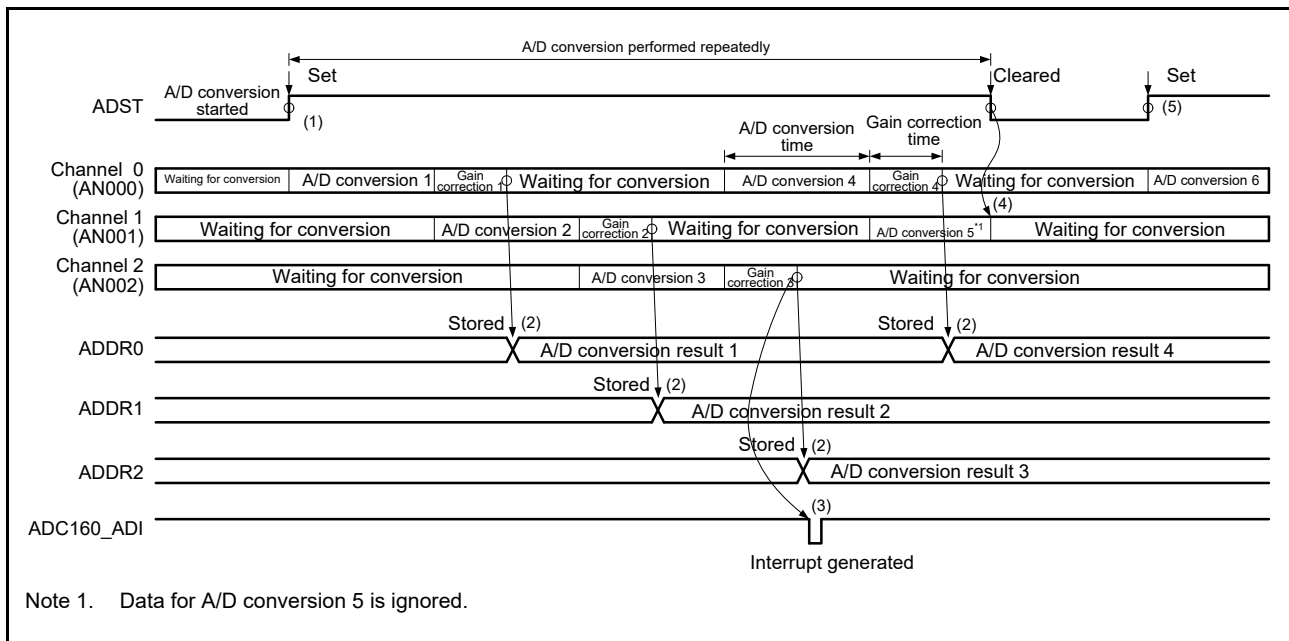 A/D conversion performed repeatedly
Set
Cleared
Set
A/D conversion
started
ADST
(1)
(5)
A/D conversion
time
Gain correction
time
Channel 0
(AN000)
Waiting for conversion
A/D conversion 1
Gain
correction 1
Waiting for conversion
A/D conversion 4
Gain
correction 4
Waiting for conversion
A/D conversion 6
(4)
Channel 1
(AN001)
Waiting for conversion
A/D conversion 2
Gain
correction 2
Waiting for conversion
A/D conversion 5*1
Waiting for conversion
Channel 2
(AN002)
Waiting for conversion
A/D conversion 3
Gain
correction 3
Waiting for conversion
Stored (2)
Stored (2)
ADDR0
A/D conversion result 1
A/D conversion result 4
Stored (2)
ADDR1
A/D conversion result 2
Stored (2)
ADDR2
A/D conversion result 3
(3)
ADC160_ADI
Interrupt generated
Note 1. Data for A/D conversion 5 is ignored.